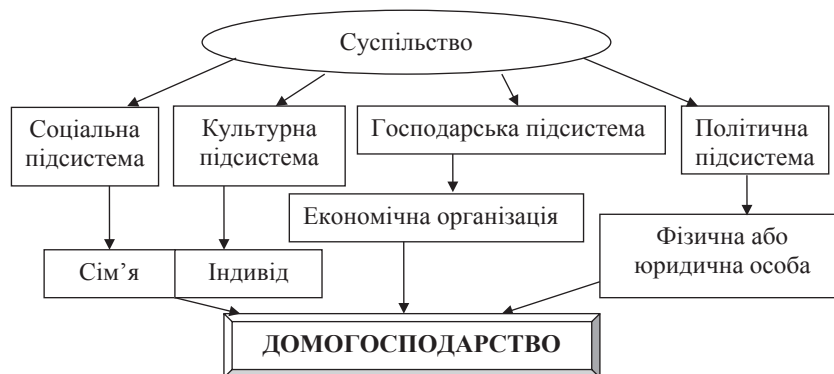 Суспільство
Соціальна
підсистема
Культурна
підсистема
Господарська підсистема
Політична
підсистема
Економічна організація
Фізична або
юридична особа
Сім’я
Індивід
ДОМОГОСПОДАРСТВО